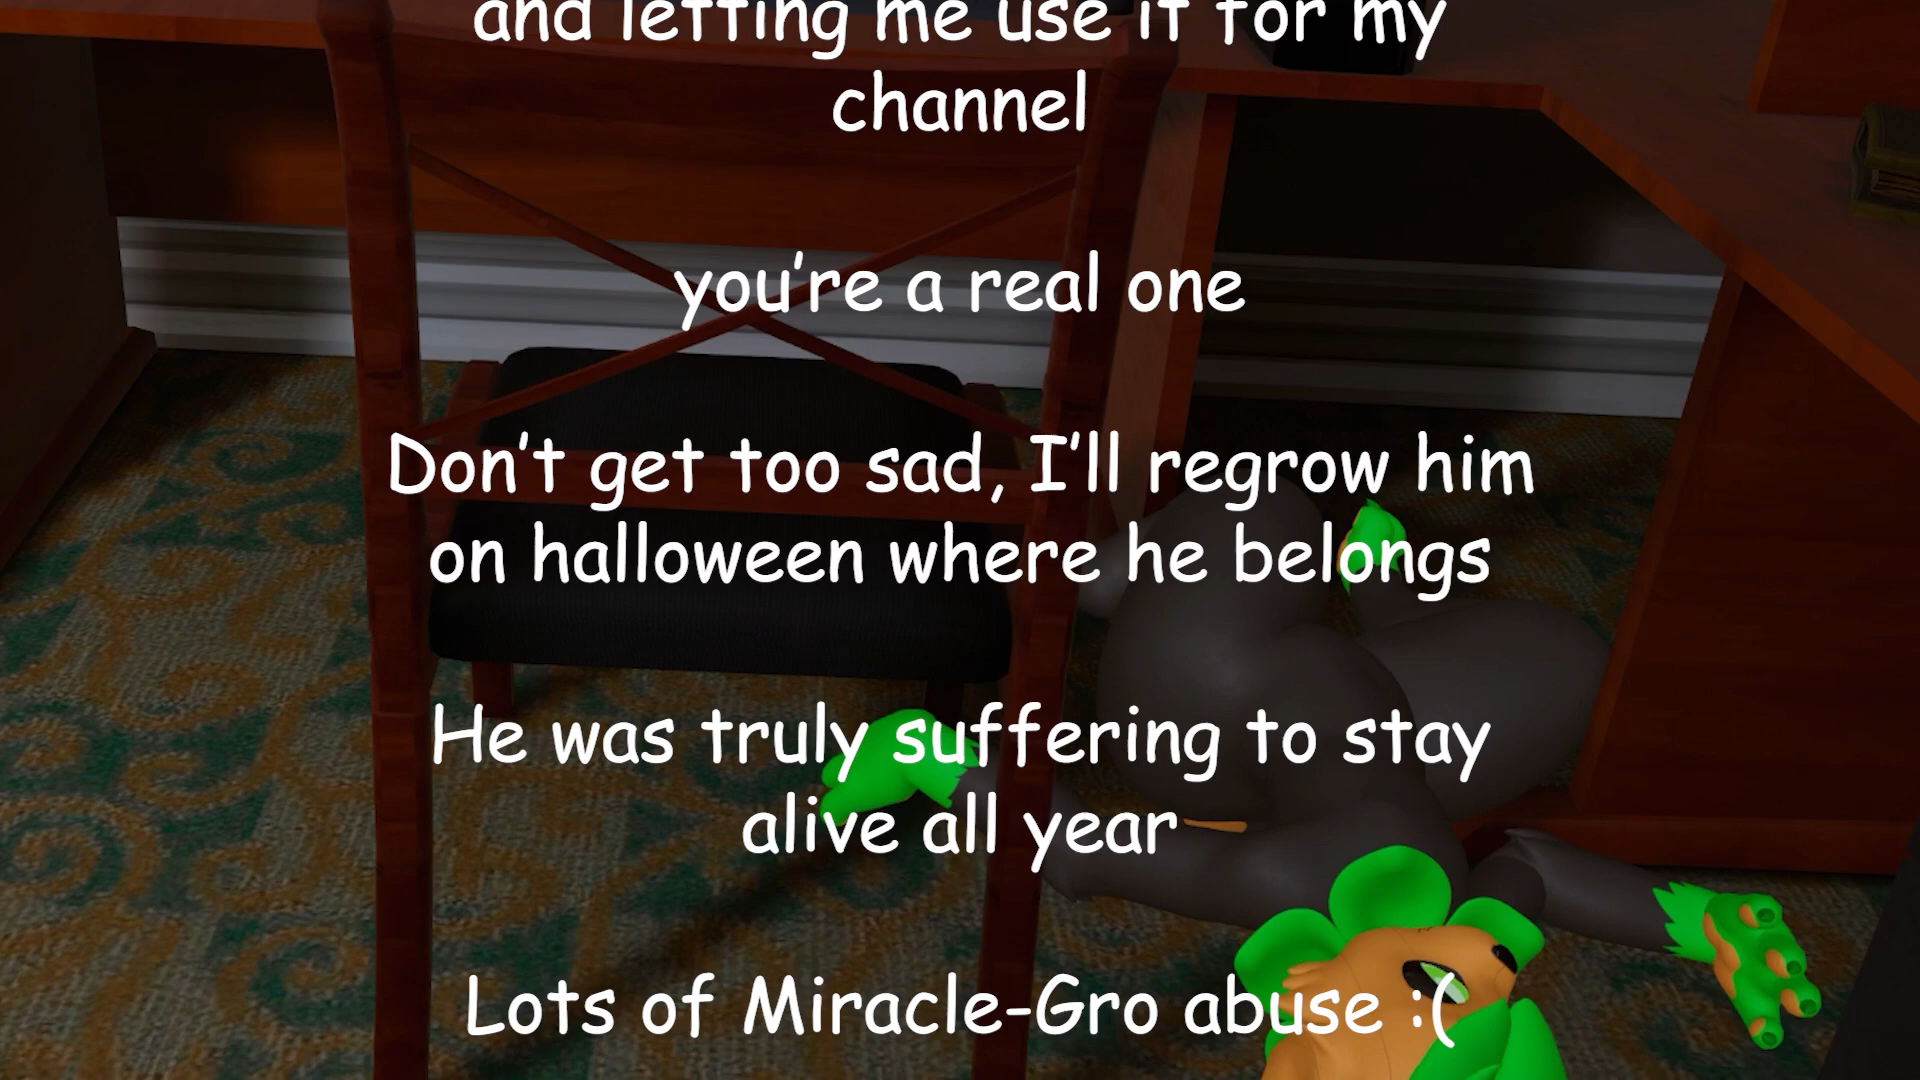 and letting me use it for my
channel
you're a real one
Don't get too sad, I'll regrow him
on halloween where he belongs
He was truly suffering to stay
alive all year
Lots of Miracle-Gro abuse :(